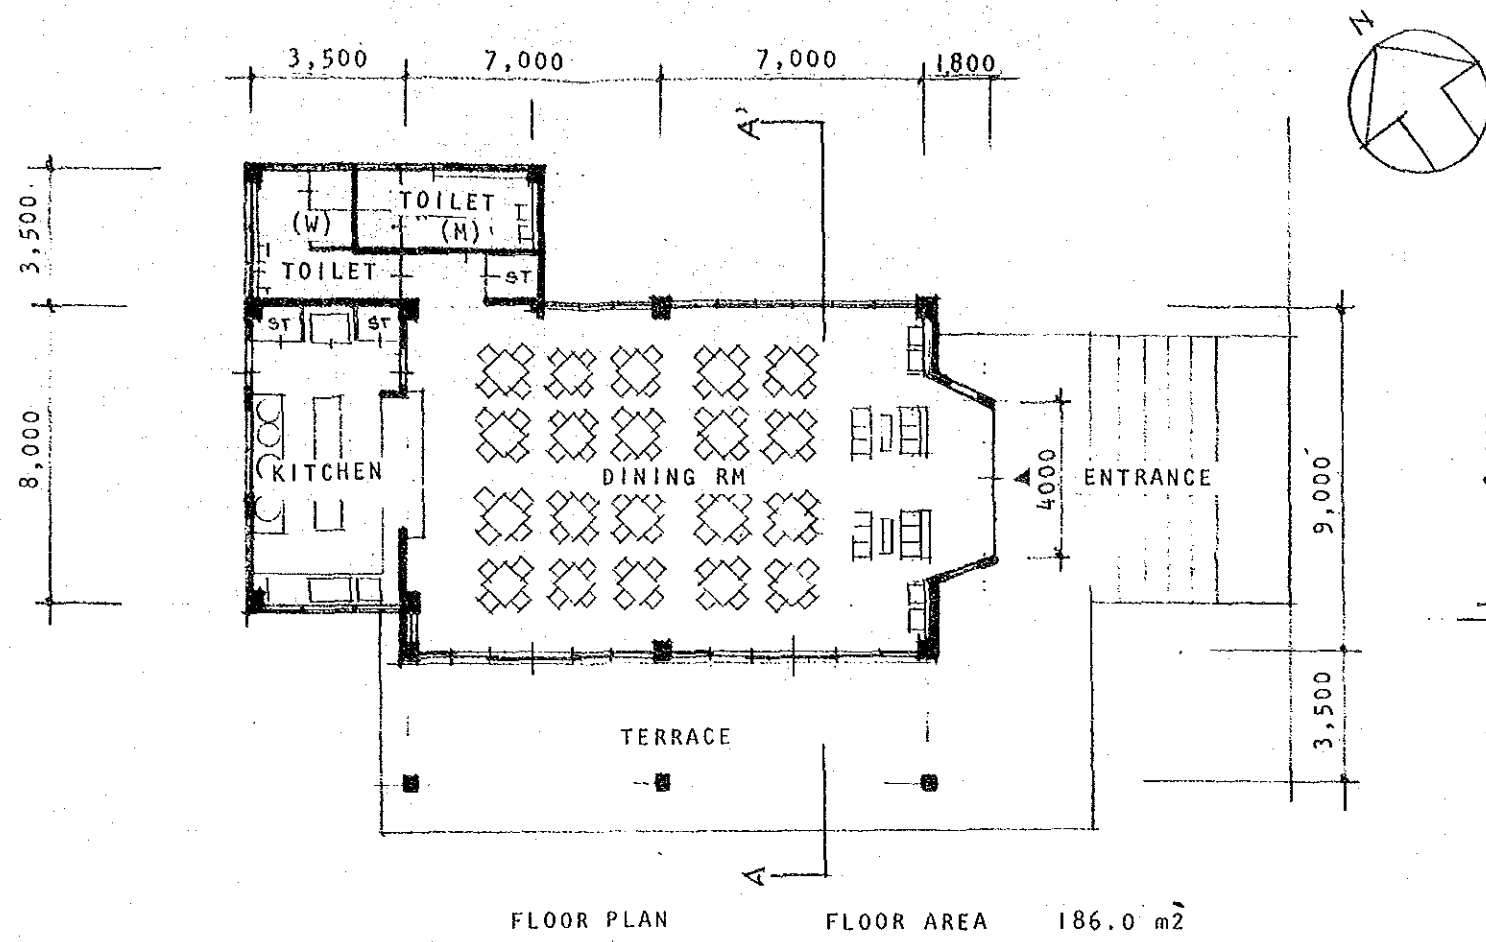 N
3,500
7,000
7,000
1,800
A'
3,500
TOILET
(W)
(M)
TOILET
ST
ST
ST
8,000
KITCHEN
DINING RM
4000
ENTRANCE
9,000
TERRACE
3,500
A
FLOOR PLAN
FLOOR AREA 186.0 m²